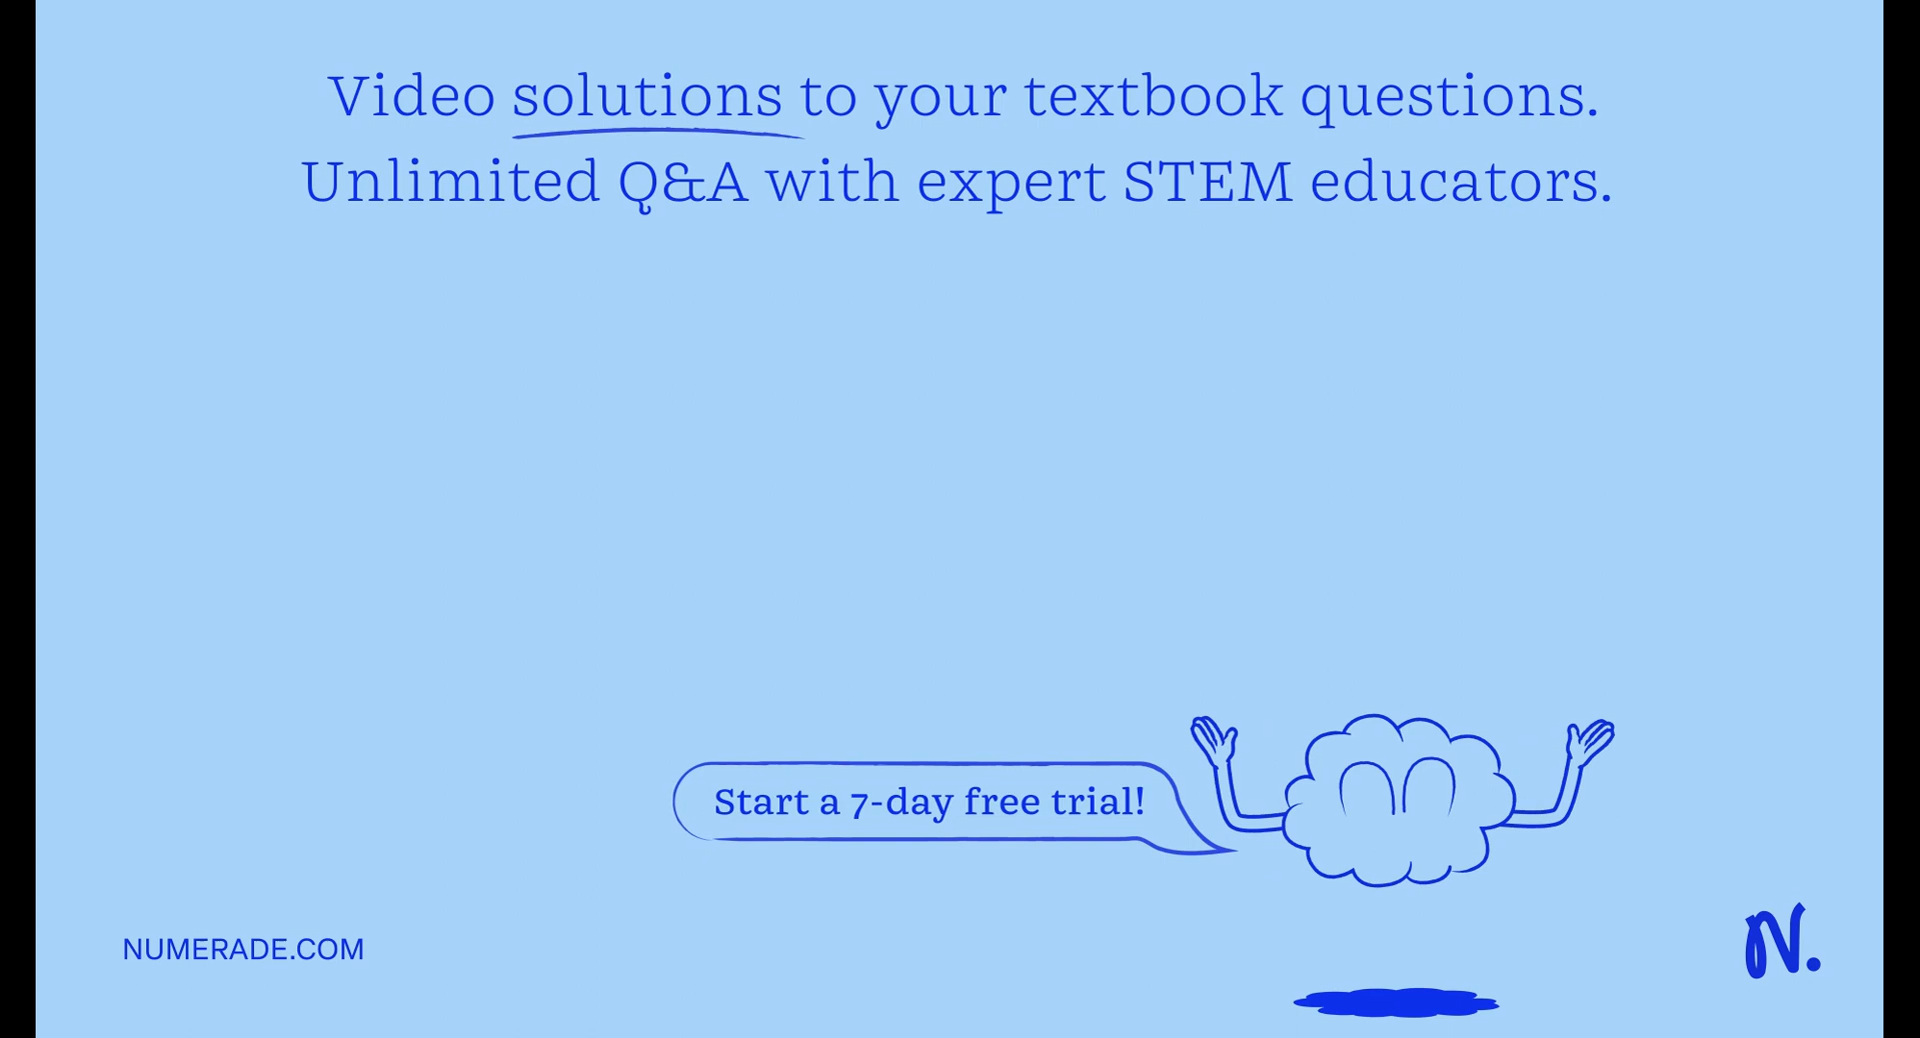 Video solutions to your textbook questions.
Unlimited Q&A with expert STEM educators.
Start a 7-day free trial!
NUMERADE.COM
N.